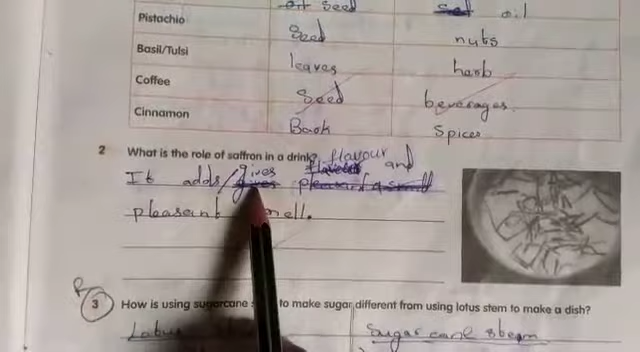 oil seed oil
Pistachio Seed nuts
Basil/Tulsi leaves herb
Coffee Seed beverages
Cinnamon Bark Spices
2 What is the role of saffron in a drink flavour and
It adds/gives
pleasant
3 How is using sugarcane to make sugar different from using lotus stem to make a dish?
Lotus Sugar cane